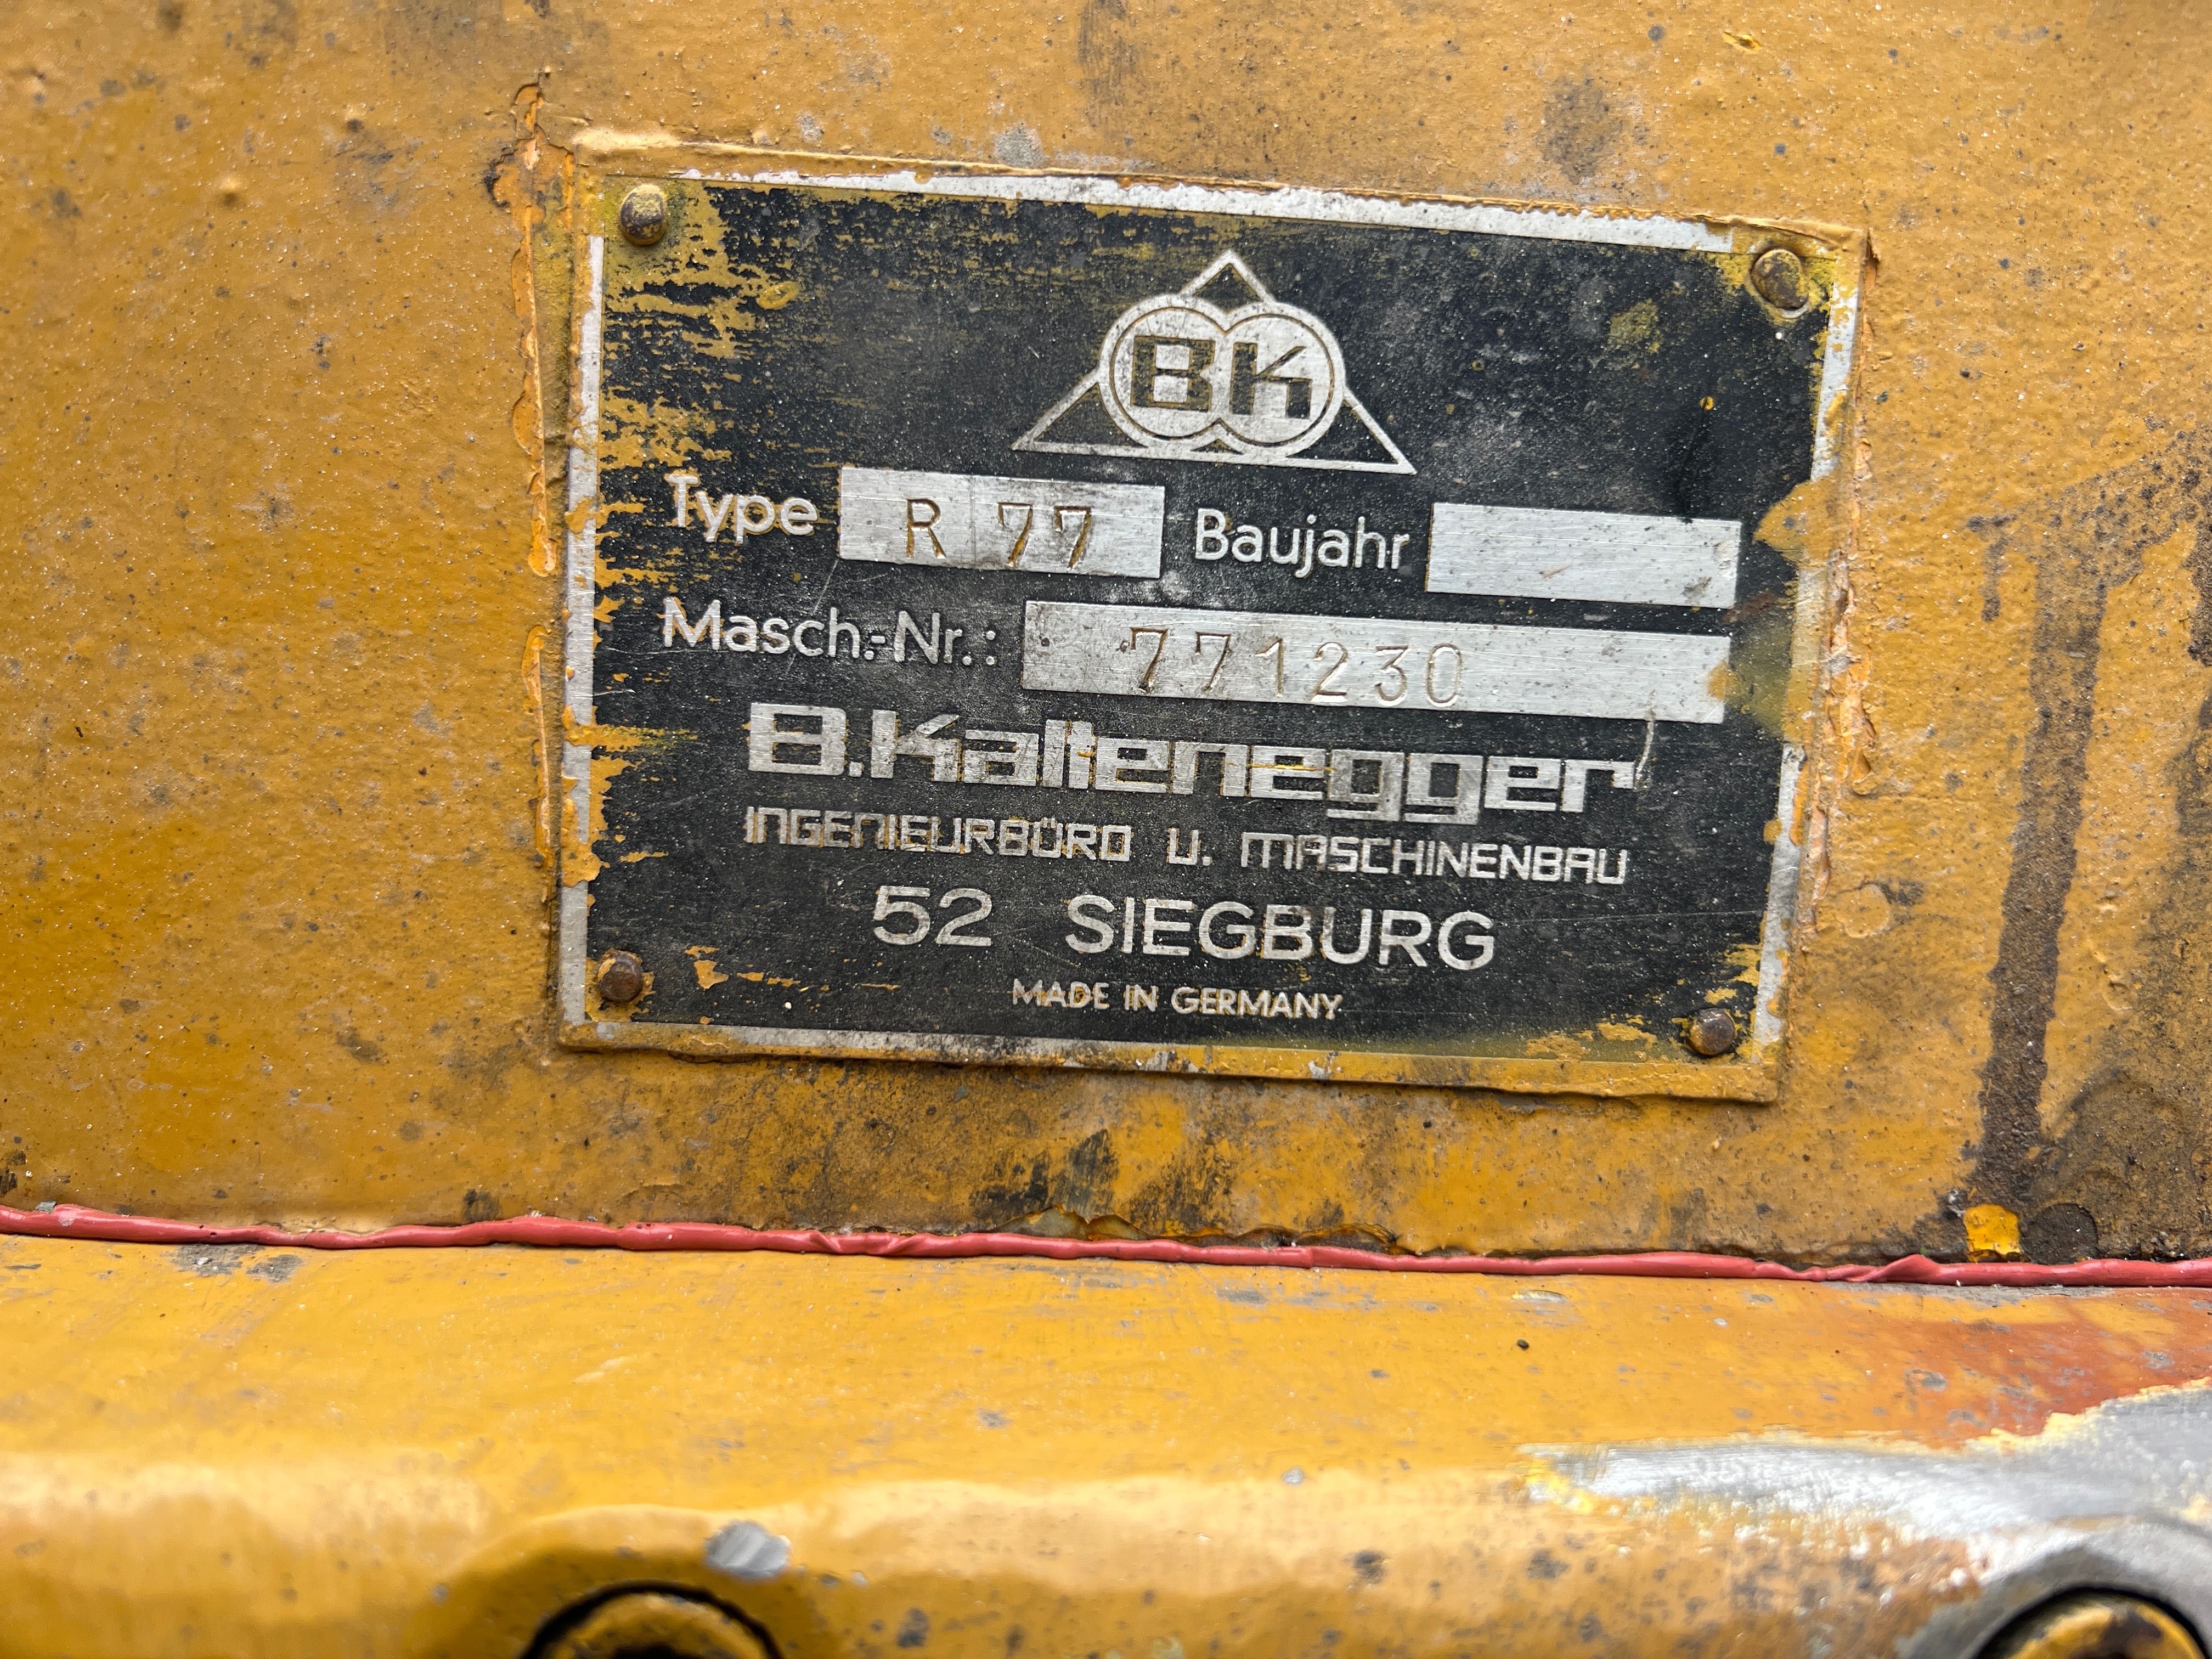 BK
Type R 77 Baujahr
Masch.-Nr.: 771230
B.Kaltenegger
INGENIEURBÜRO U. MASCHINENBAU
52 SIEGBURG
MADE IN GERMANY